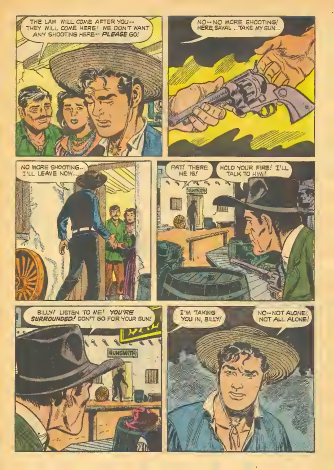 THE LAW WILL COME AFTER YOU--
THEY WILL COME HERE! WE DON'T WANT
ANY SHOOTING HERE-- PLEASE GO!
NO--NO MORE SHOOTING!
HERE, SAVAL... TAKE MY GUN...
NO MORE SHOOTING...
I'LL LEAVE NOW...
PAT! THERE
HE IS!
HOLD YOUR FIRE! I'LL
TALK TO HIM!
GUNSMITH
BILLY! LISTEN TO ME! YOU'RE
SURROUNDED! DON'T GO FOR YOUR GUN!
GUNSMITH
I'M TAKING
YOU IN, BILLY!
NO--NOT ALONE!
NOT ALL ALONE!